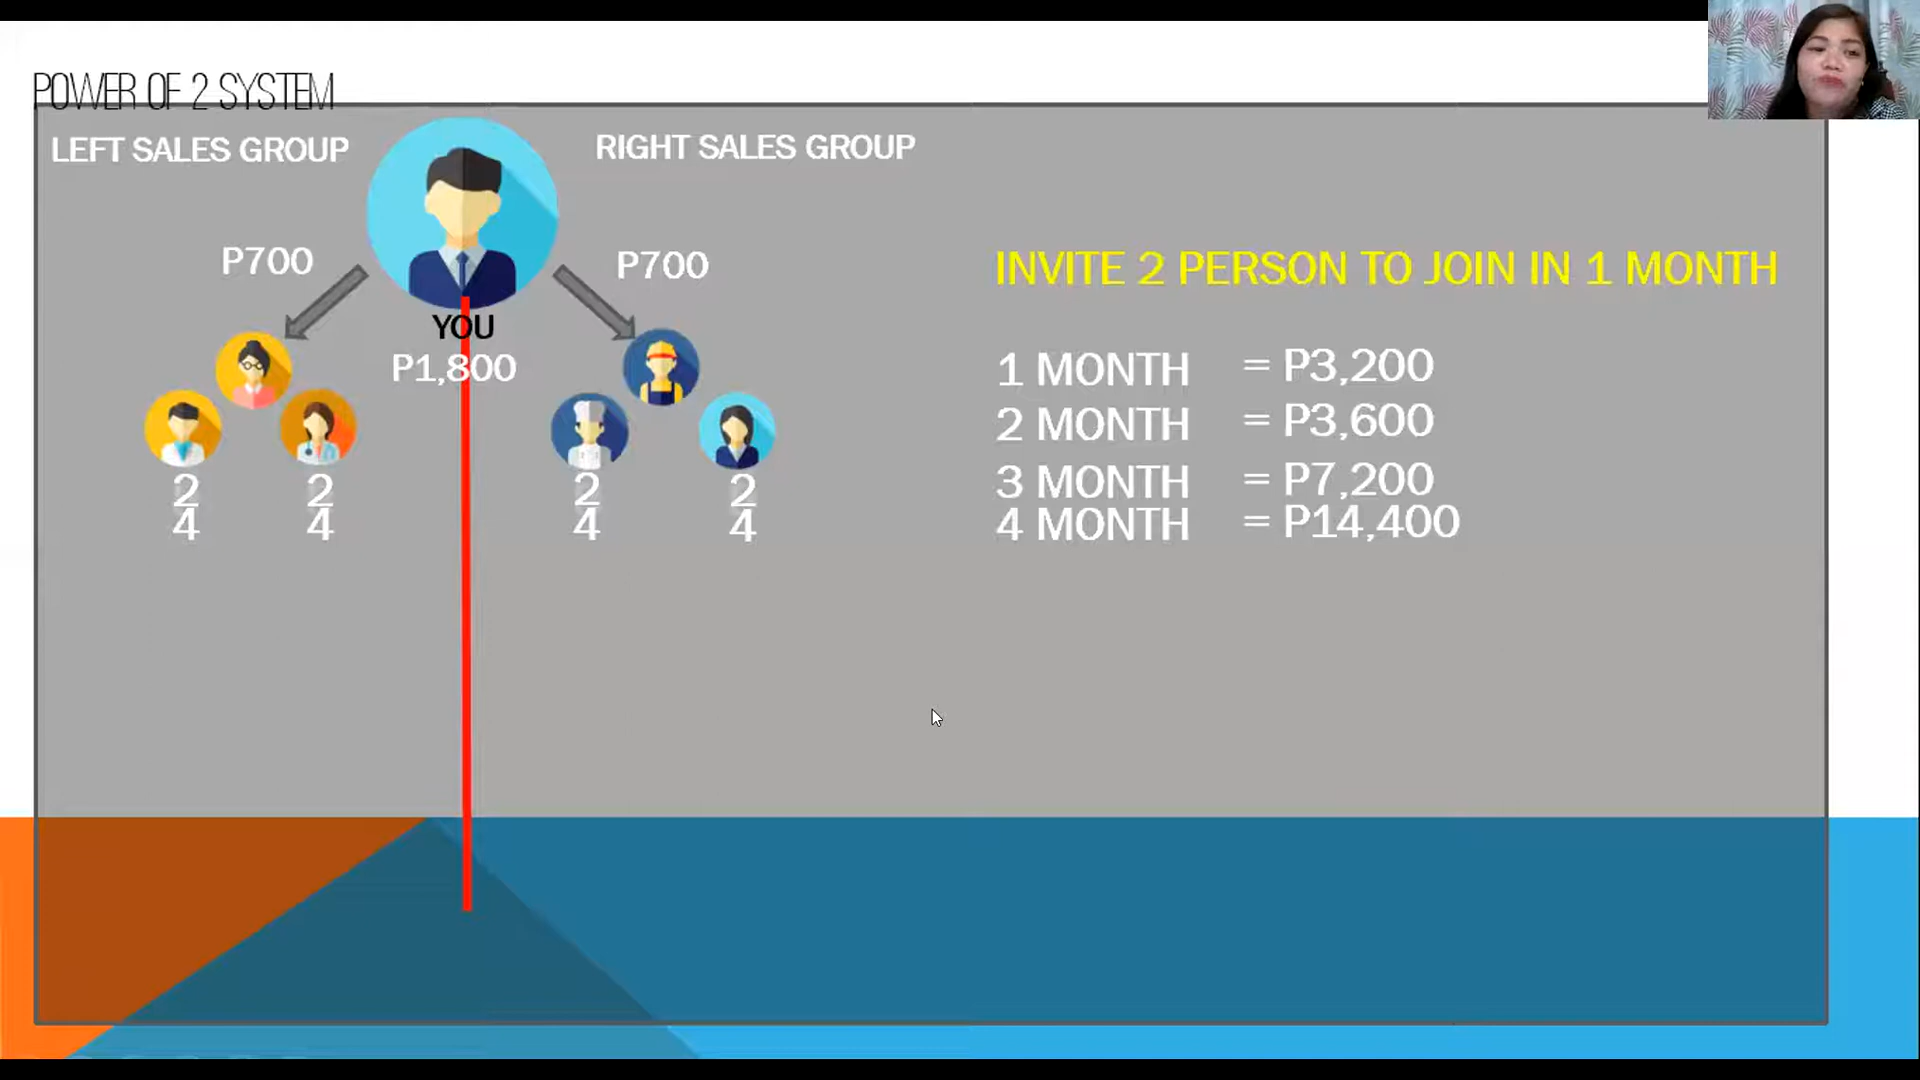 POWER OF 2 SYSTEM
LEFT SALES GROUP
RIGHT SALES GROUP
P700
P700
YOU
P1,800
2 2 2 2
4 4 4 4
INVITE 2 PERSON TO JOIN IN 1 MONTH
1 MONTH = P3,200
2 MONTH = P3,600
3 MONTH = P7,200
4 MONTH = P14,400